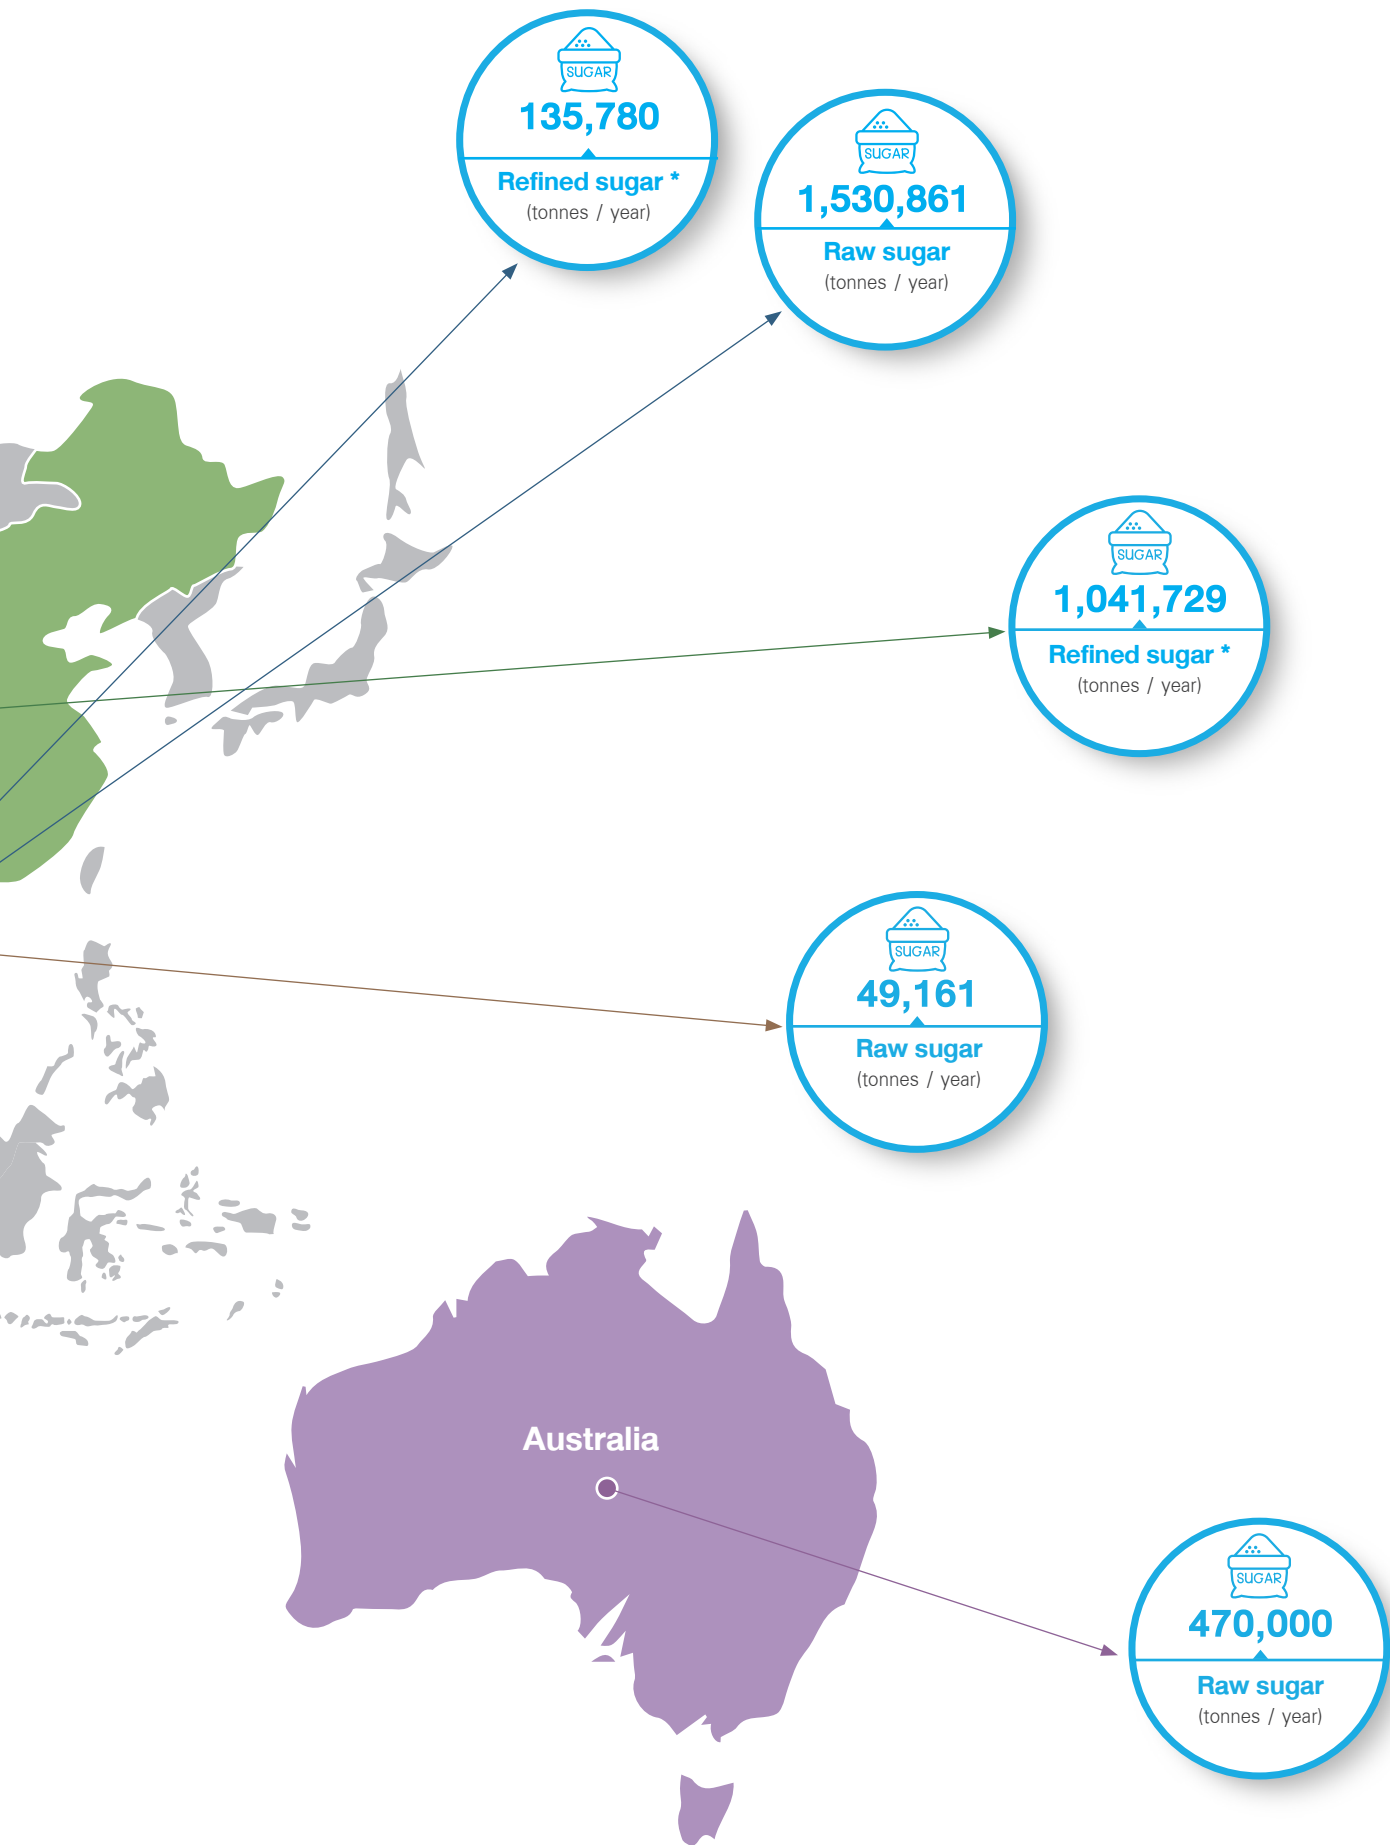 SUGAR
135,780
Refined sugar *
(tonnes / year)
SUGAR
1,530,861
Raw sugar
(tonnes / year)
SUGAR
1,041,729
Refined sugar *
(tonnes / year)
SUGAR
49,161
Raw sugar
(tonnes / year)
Australia
SUGAR
470,000
Raw sugar
(tonnes / year)